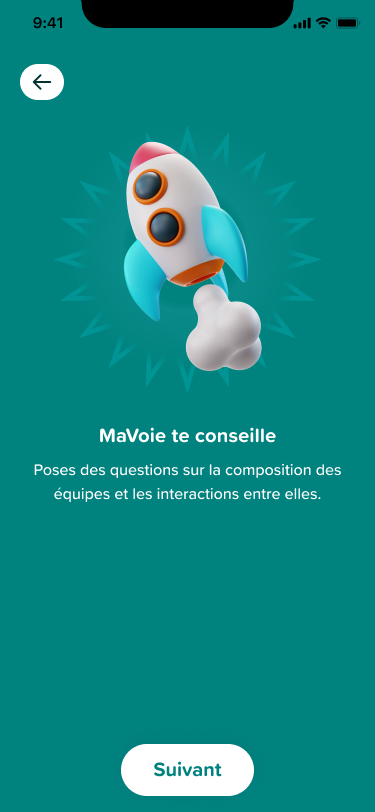 9:41
MaVoie te conseille
Poses des questions sur la composition des
équipes et les interactions entre elles.
Suivant